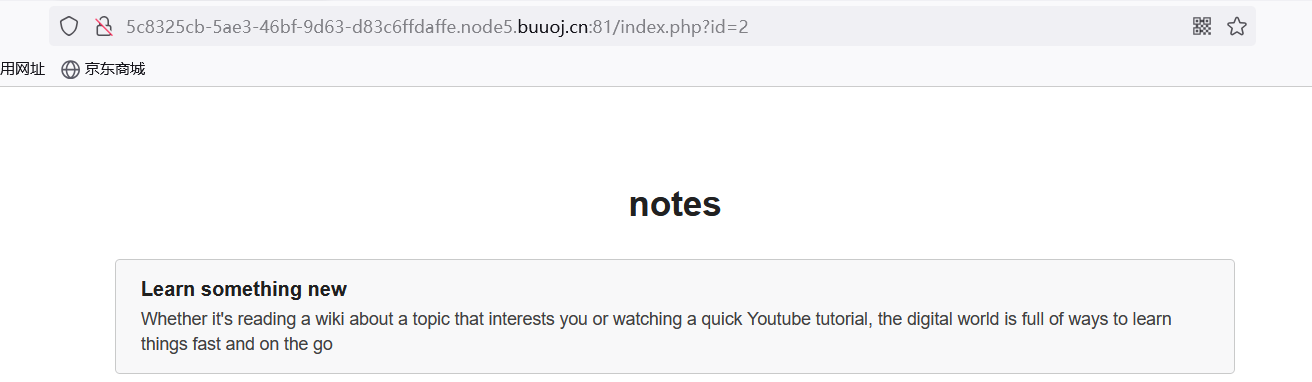 5c8325cb-5ae3-46bf-9d63-d83c6ffdaffe.node5.buuoj.cn:81/index.php?id=2
用网址 京东商城
notes
Learn something new
Whether it's reading a wiki about a topic that interests you or watching a quick Youtube tutorial, the digital world is full of ways to learn
things fast and on the go